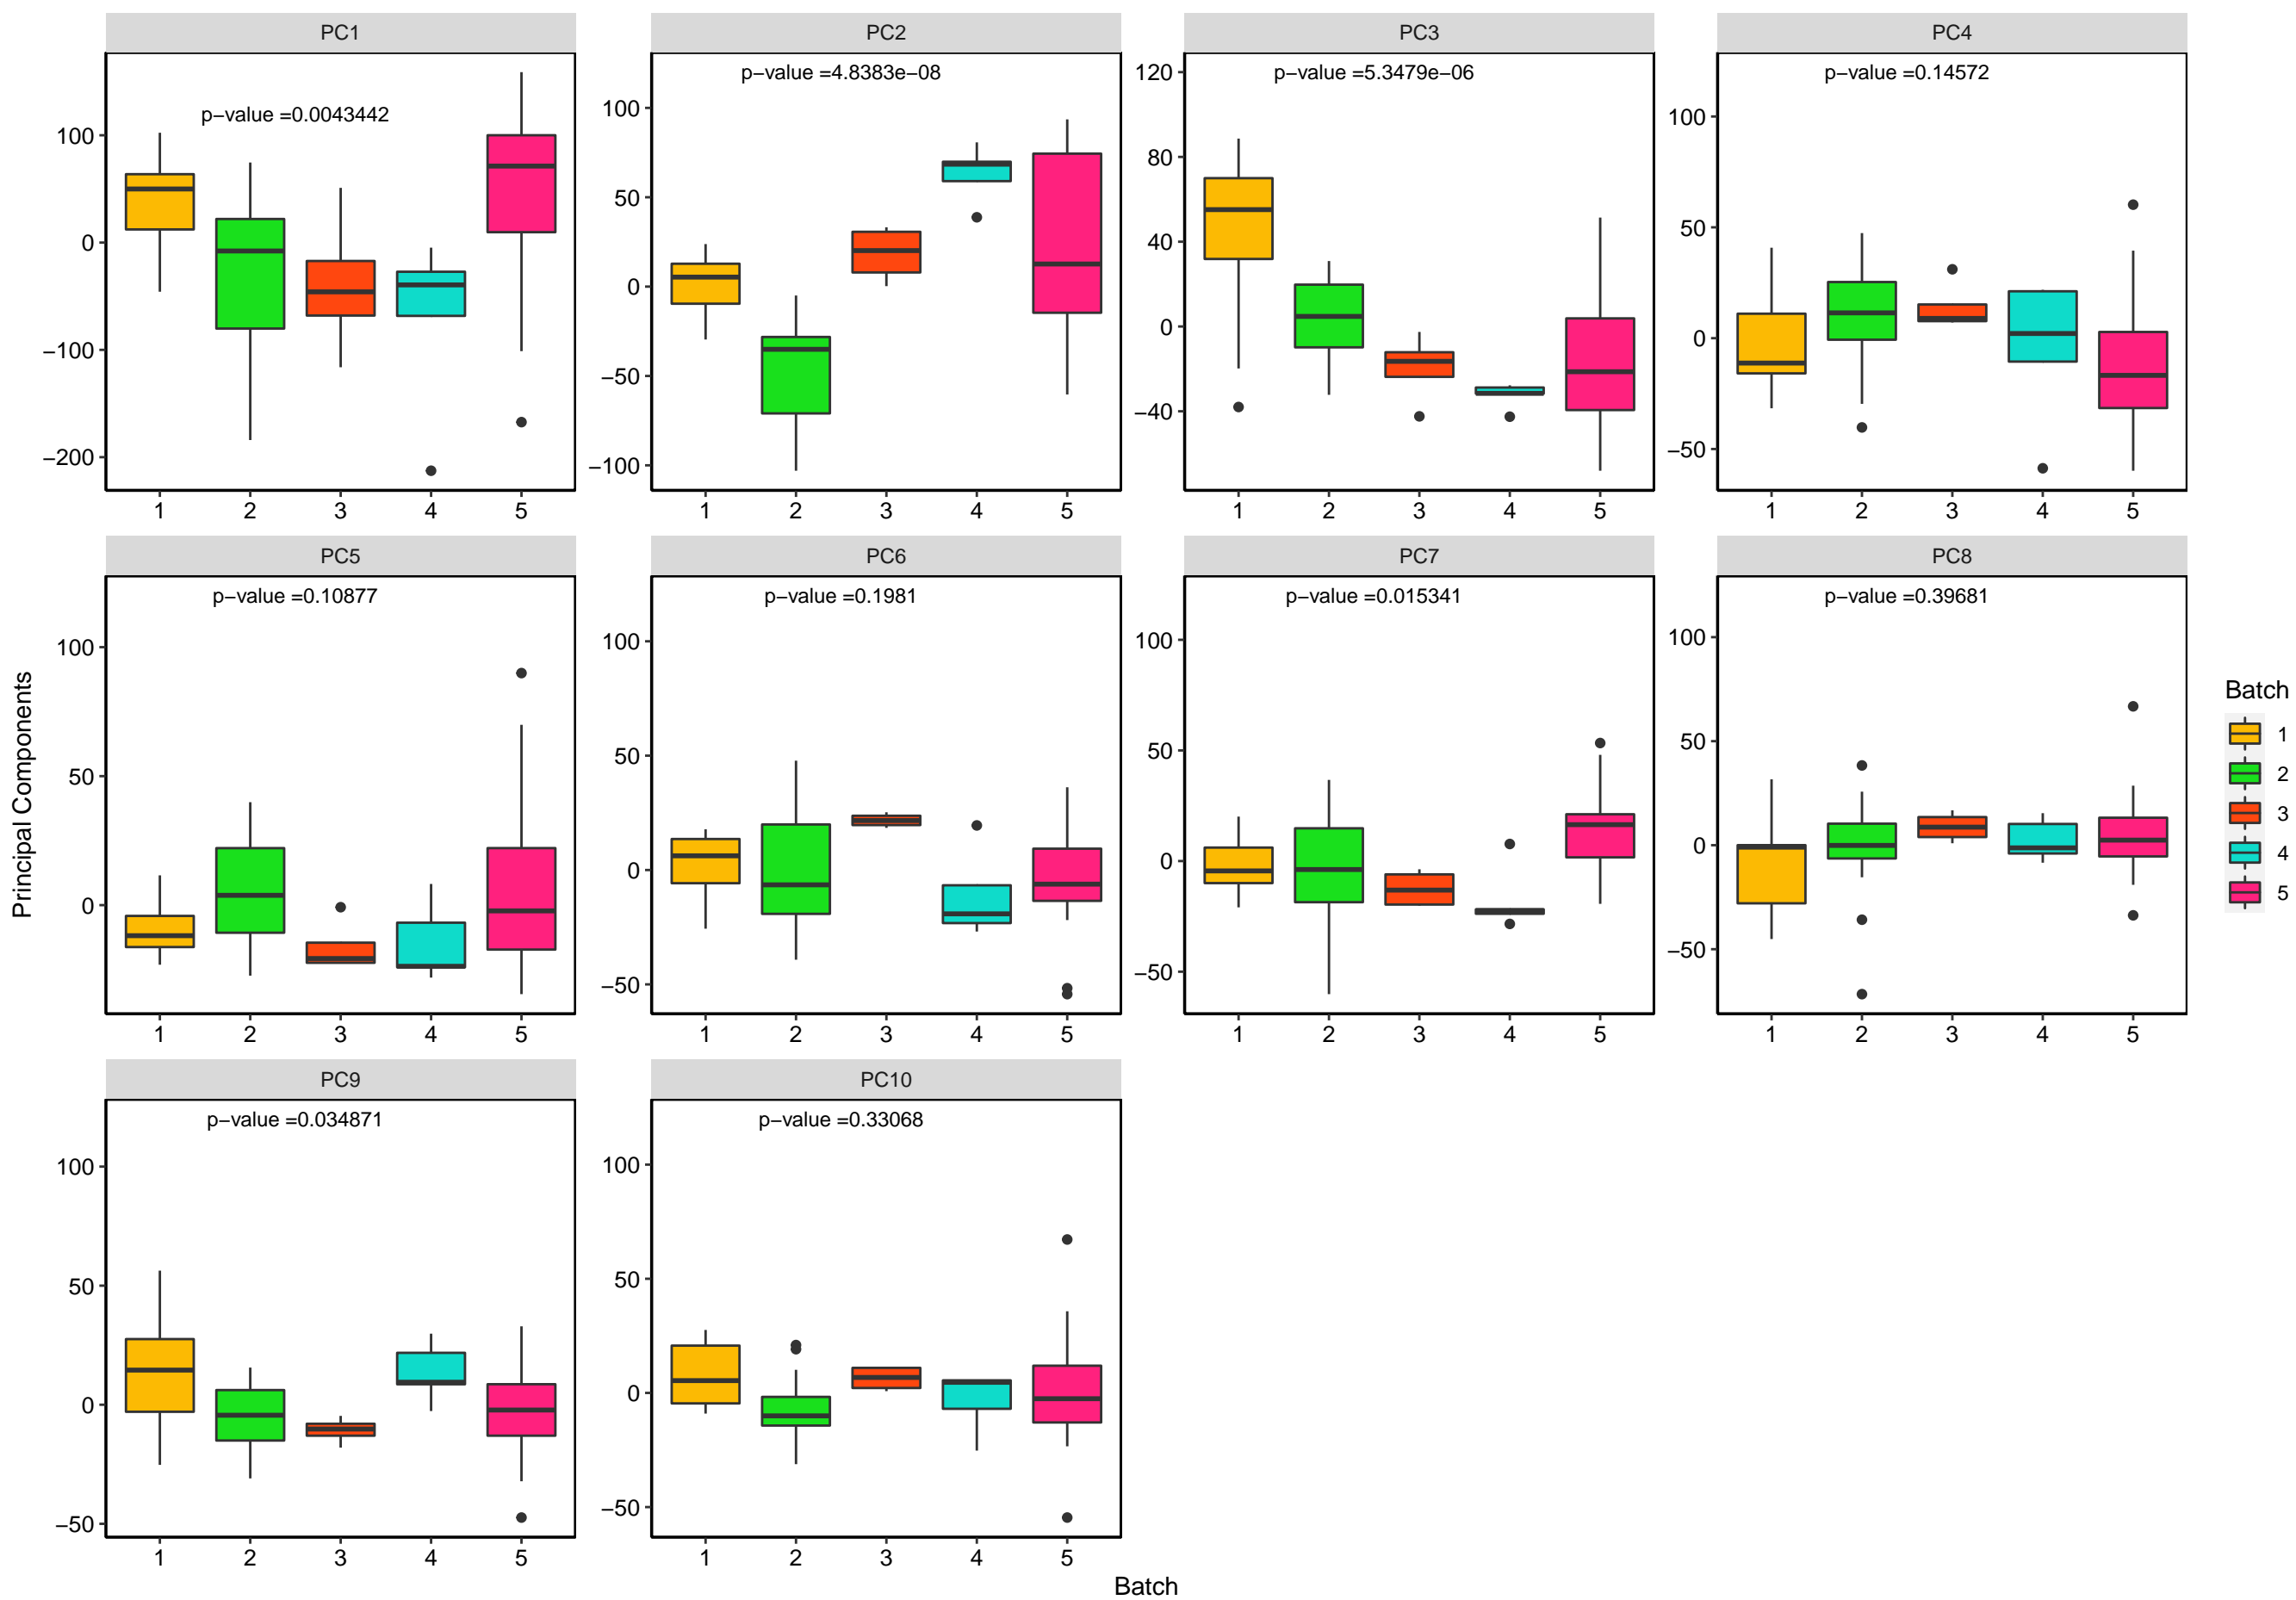 PC1
PC2
PC3
PC4
p−value =0.0043442
p−value =4.8383e−08
p−value =5.3479e−06
p−value =0.14572
100
0
−100
−200
100
50
0
−50
−100
120
80
40
0
−40
100
50
0
−50
1 2 3 4 5
1 2 3 4 5
1 2 3 4 5
1 2 3 4 5
PC5
PC6
PC7
PC8
p−value =0.10877
p−value =0.1981
p−value =0.015341
p−value =0.39681
100
50
0
100
50
0
−50
100
50
0
−50
100
50
0
−50
1 2 3 4 5
1 2 3 4 5
1 2 3 4 5
1 2 3 4 5
PC9
PC10
p−value =0.034871
p−value =0.33068
100
50
0
−50
100
50
0
−50
1 2 3 4 5
1 2 3 4 5
Principal Components
Batch
Batch
1
2
3
4
5